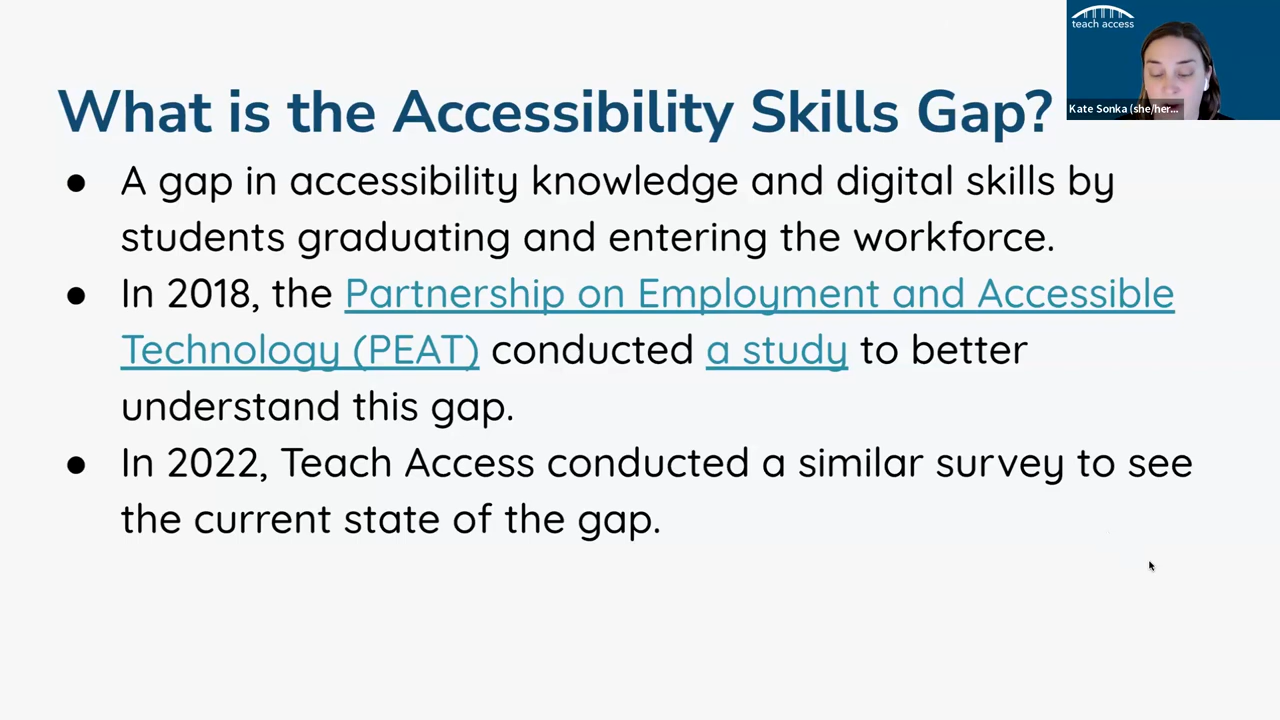 teach access
Kate Sonka (she/her...
What is the Accessibility Skills Gap?
● A gap in accessibility knowledge and digital skills by
students graduating and entering the workforce.
● In 2018, the Partnership on Employment and Accessible
Technology (PEAT) conducted a study to better
understand this gap.
● In 2022, Teach Access conducted a similar survey to see
the current state of the gap.